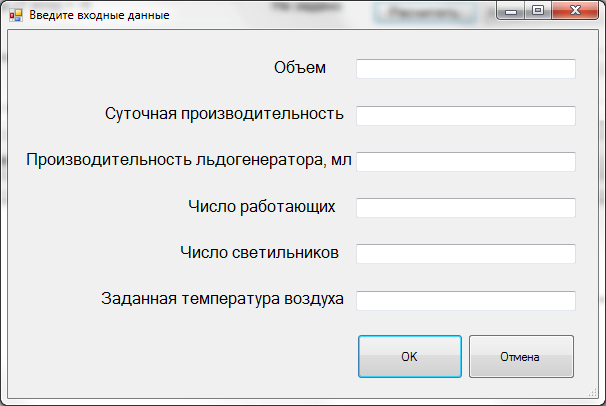 Введите входные данные
Объем
Суточная производительность
Производительность льдогенератора, мл
Число работающих
Число светильников
Заданная температура воздуха
OK
Отмена